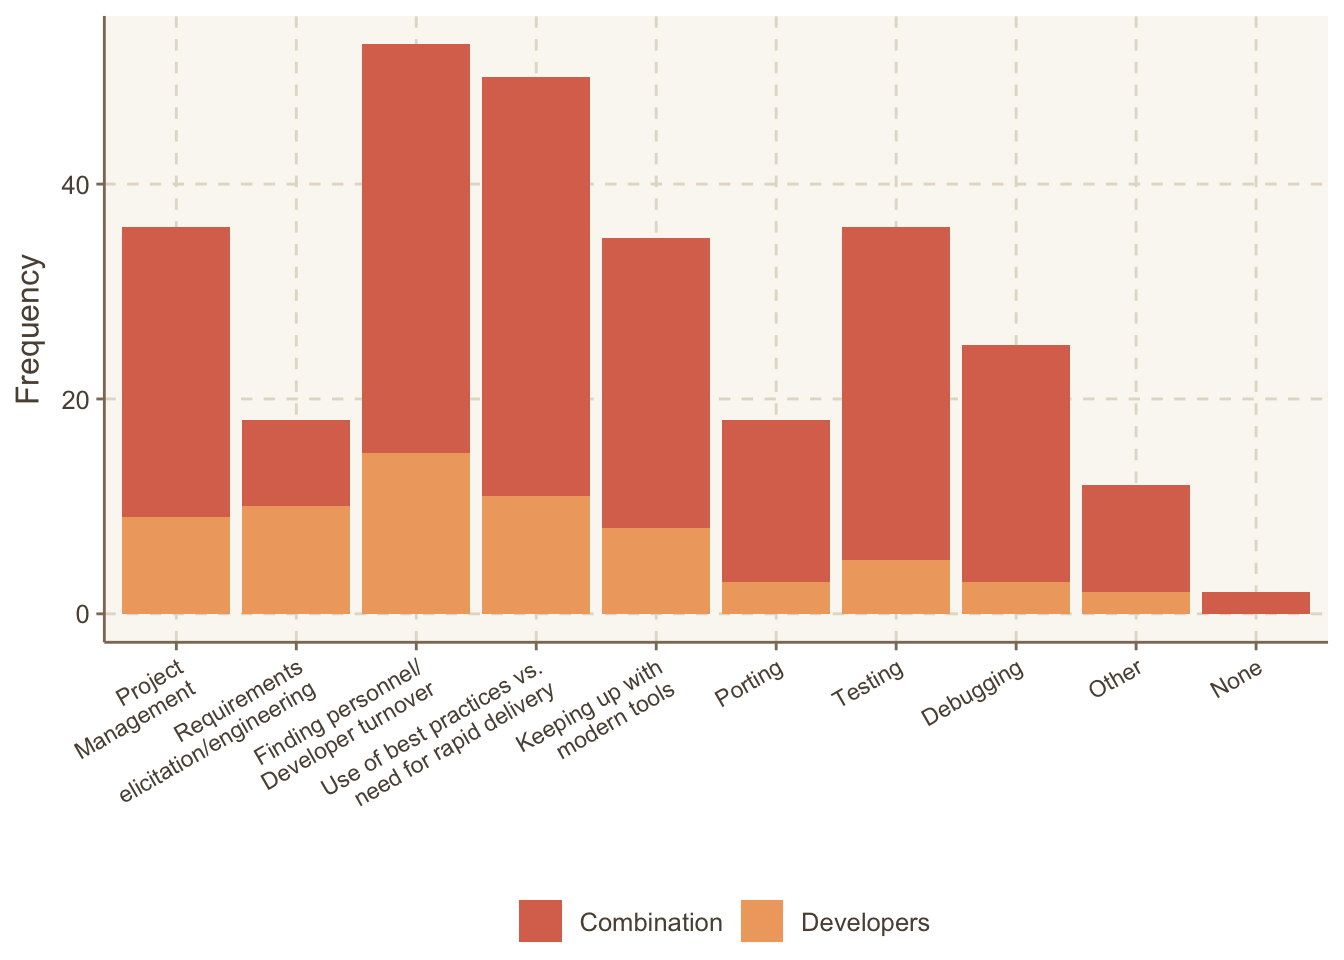 Frequency
40
20
0
Project
Management
Requirements
elicitation/engineering
Finding personnel/
Developer turnover
Use of best practices vs.
need for rapid delivery
Keeping up with
modern tools
Porting
Testing
Debugging
Other
None
Combination
Developers